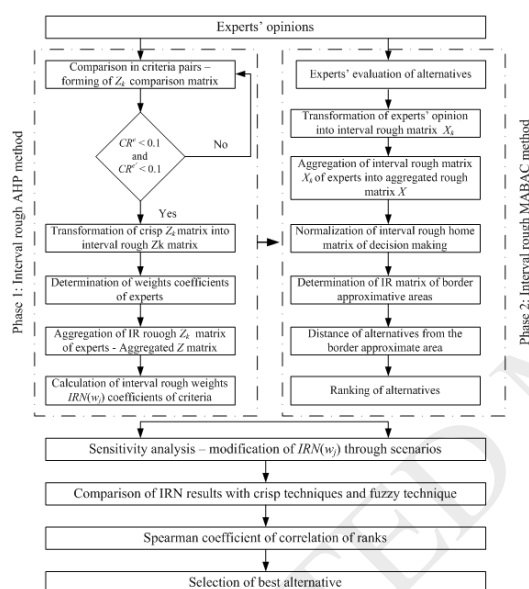 Experts' opinions
Phase 1: Interval rough AHP method
Comparison in criteria pairs –
forming of Zk comparison matrix
CRe < 0.1
and
CRe' < 0.1
No
Yes
Transformation of crisp Zk matrix into
interval rough Zk matrix
Determination of weights coefficients
of experts
Aggregation of IR rouogh Zk matrix
of experts - Aggregated Z matrix
Calculation of interval rough weights
IRN(wj) coefficients of criteria
Experts' evaluation of alternatives
Transformation of experts' opinion
into interval rough matrix Xk
Aggregation of interval rough matrix
Xk of experts into aggregated rough
matrix X
Normalization of interval rough home
matrix of decision making
Determination of IR matrix of border
approximative areas
Distance of alternatives from the
border approximate area
Ranking of alternatives
Phase 2: Interval rough MABAC method
Sensitivity analysis – modification of IRN(wj) through scenarios
Comparison of IRN results with crisp techniques and fuzzy technique
Spearman coefficient of correlation of ranks
Selection of best alternative